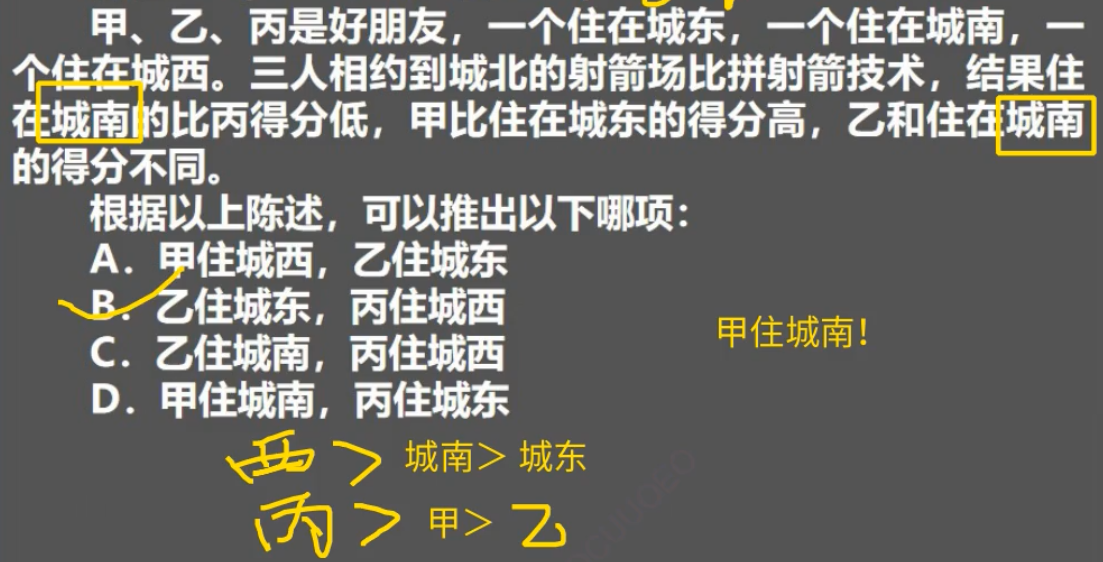 甲、乙、丙是好朋友，一个住在城东，一个住在城南，一
个住在城西。三人相约到城北的射箭场比拼射箭技术，结果住
在城南的比丙得分低，甲比住在城东的得分高，乙和住在城南
的得分不同。
根据以上陈述，可以推出以下哪项：
A．甲住城西，乙住城东
B．乙住城东，丙住城西
C．乙住城南，丙住城西
甲住城南！
D．甲住城南，丙住城东
西＞城南＞城东
丙＞甲＞乙